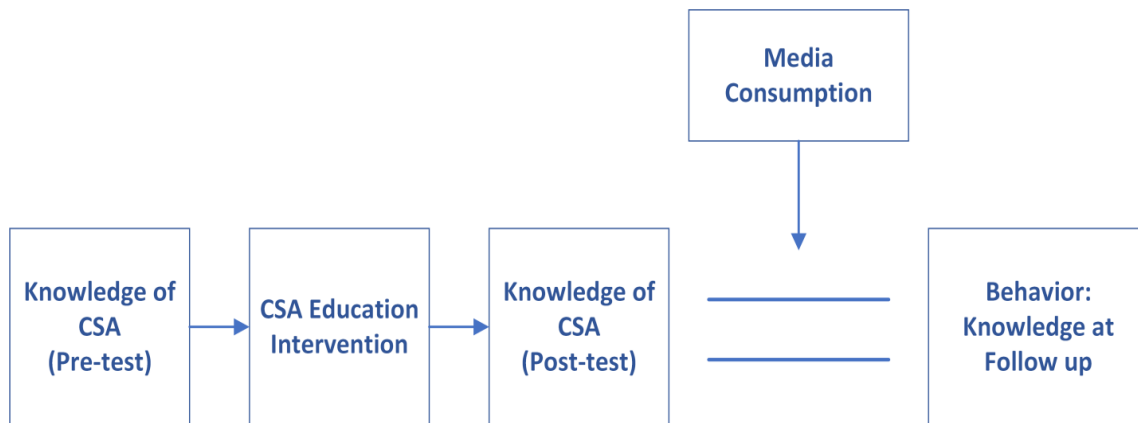 Media
Consumption
Knowledge of
CSA
(Pre-test)
CSA Education
Intervention
Knowledge of
CSA
(Post-test)
Behavior:
Knowledge at
Follow up